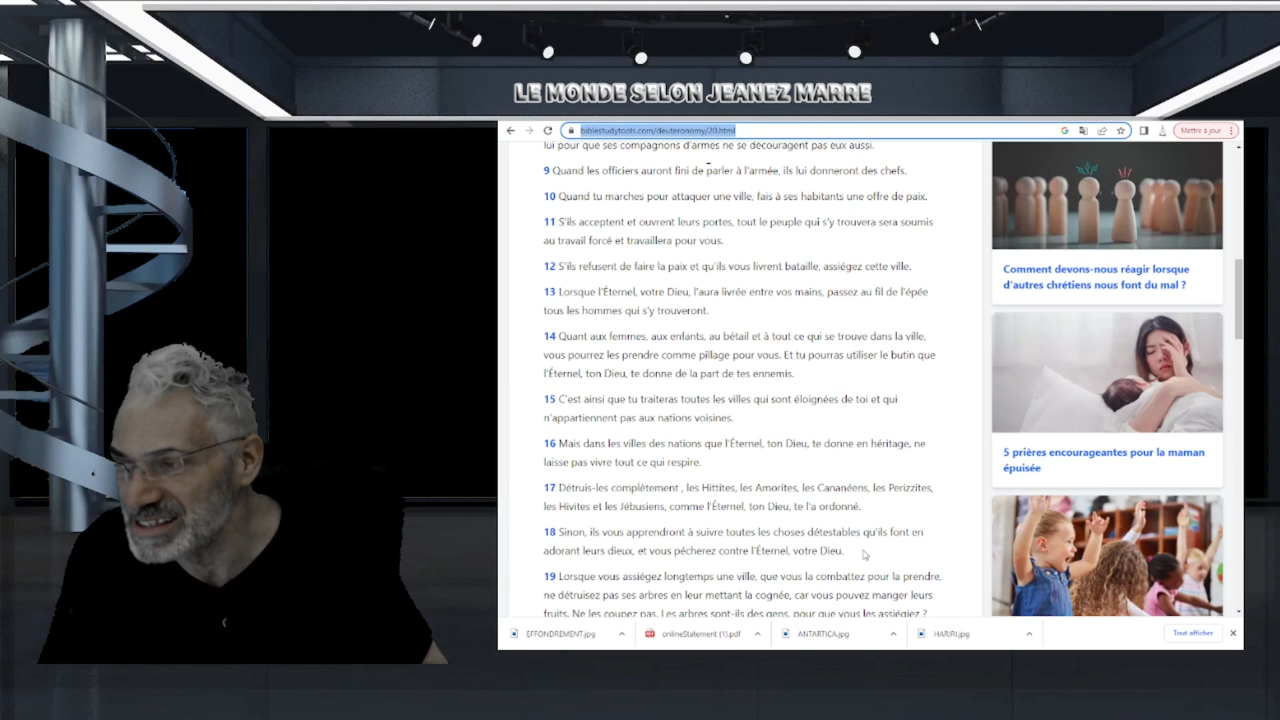 LE MONDE SELON JEANEZ MARRE
biblestudytools.com/deuteronomy/20.html
Mettre à jour
lui pour que ses compagnons d'armes ne se découragent pas eux aussi.
9 Quand les officiers auront fini de parler à l'armée, ils lui donneront des chefs.
10 Quand tu marches pour attaquer une ville, fais à ses habitants une offre de paix.
11 S'ils acceptent et ouvrent leurs portes, tout le peuple qui s'y trouvera sera soumis
au travail forcé et travaillera pour vous.
12 S'ils refusent de faire la paix et qu'ils vous livrent bataille, assiégez cette ville.
13 Lorsque l'Éternel, votre Dieu, l'aura livrée entre vos mains, passez au fil de l'épée
tous les hommes qui s'y trouveront.
14 Quant aux femmes, aux enfants, au bétail et à tout ce qui se trouve dans la ville,
vous pourrez les prendre comme pillage pour vous. Et tu pourras utiliser le butin que
l'Éternel, ton Dieu, te donne de la part de tes ennemis.
15 C'est ainsi que tu traiteras toutes les villes qui sont éloignées de toi et qui
n'appartiennent pas aux nations voisines.
16 Mais dans les villes des nations que l'Éternel, ton Dieu, te donne en héritage, ne
laisse pas vivre tout ce qui respire.
17 Détruis-les complètement , les Hittites, les Amorites, les Cananéens, les Perizzites,
les Hivites et les Jébusiens, comme l'Éternel, ton Dieu, te l'a ordonné.
18 Sinon, ils vous apprendront à suivre toutes les choses détestables qu'ils font en
adorant leurs dieux, et vous pécherez contre l'Éternel, votre Dieu.
19 Lorsque vous assiégez longtemps une ville, que vous la combattez pour la prendre,
ne détruisez pas ses arbres en leur mettant la cognée, car vous pouvez manger leurs
fruits. Ne les coupez pas. Les arbres sont-ils des gens, pour que vous les assiégiez ?
Comment devons-nous réagir lorsque
d'autres chrétiens nous font du mal ?
5 prières encourageantes pour la maman
épuisée
EFFONDREMENT.jpg
onlineStatement (1).pdf
ANTARTICA.jpg
HARIRI.jpg
Tout afficher